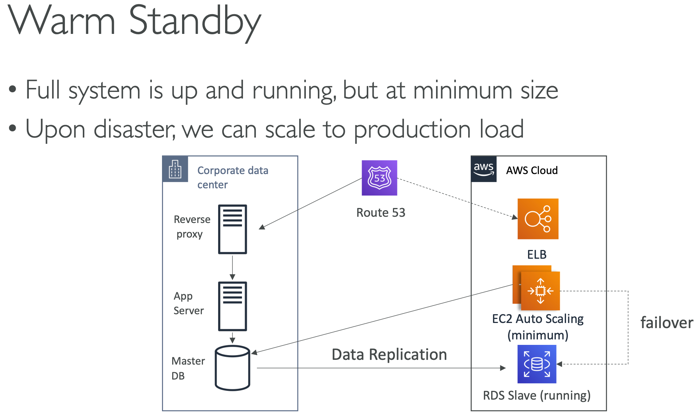 Warm Standby
• Full system is up and running, but at minimum size
• Upon disaster, we can scale to production load
Corporate data
center
53
Route 53
aws
AWS Cloud
Reverse
proxy
ELB
App
Server
EC2 Auto Scaling
(minimum)
failover
Master
DB
Data Replication
RDS Slave (running)